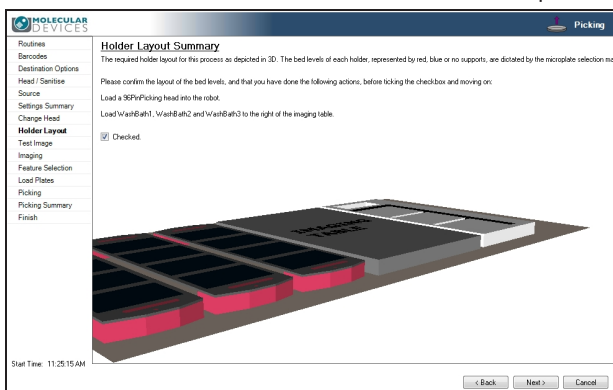 MOLECULAR
DEVICES
Picking
Routines
Barcodes
Destination Options
Head / Sanitise
Source
Settings Summary
Change Head
Holder Layout
Test Image
Imaging
Feature Selection
Load Plates
Picking
Picking Summary
Finish
Start Time: 11:25:15 AM
Holder Layout Summary
The required holder layout for this process as depicted in 3D. The bed levels of each holder, represented by red, blue or no supports, are dictated by the microplate selection ma
Please confirm the layout of the bed levels, and that you have done the following actions, before ticking the checkbox and moving on:
Load a 96PinPicking head into the robot.
Load WashBath1, WashBath2 and WashBath3 to the right of the imaging table.
Checked.
IMAGING
TABLE
< Back
Next >
Cancel